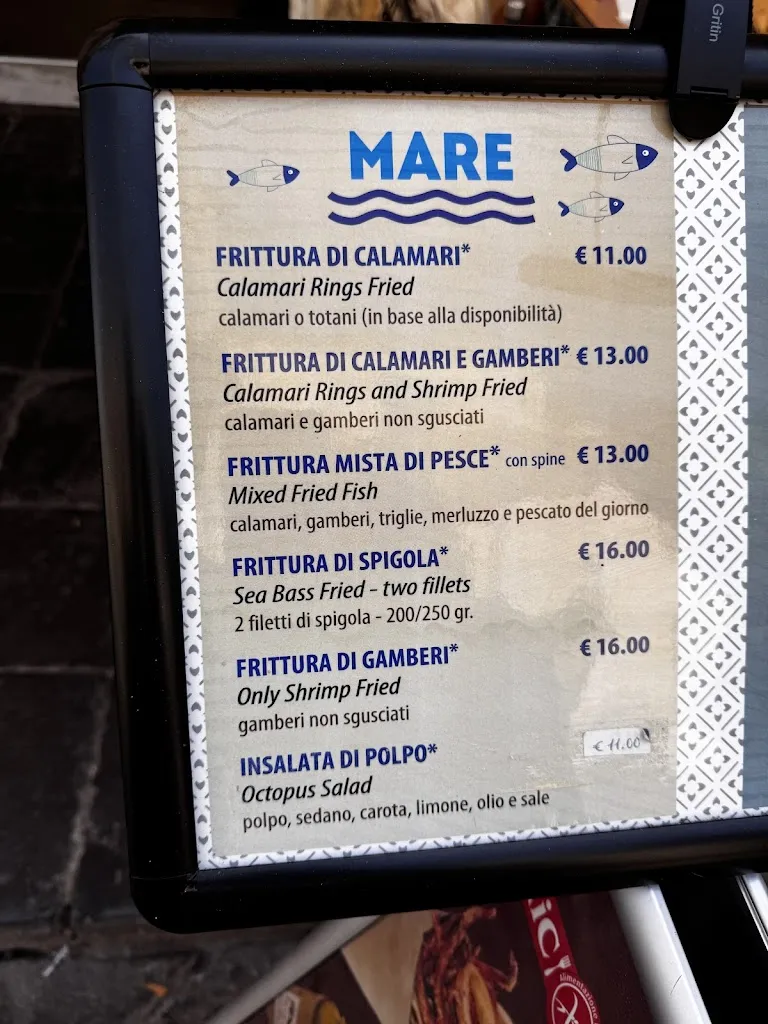 Gritin
MARE
FRITTURA DI CALAMARI* € 11.00
Calamari Rings Fried
calamari o totani (in base alla disponibilità)
FRITTURA DI CALAMARI E GAMBERI* € 13.00
Calamari Rings and Shrimp Fried
calamari e gamberi non sgusciati
FRITTURA MISTA DI PESCE* con spine € 13.00
Mixed Fried Fish
calamari, gamberi, triglie, merluzzo e pescato del giorno
FRITTURA DI SPIGOLA* € 16.00
Sea Bass Fried - two fillets
2 filetti di spigola - 200/250 gr.
FRITTURA DI GAMBERI* € 16.00
Only Shrimp Fried
gamberi non sgusciati
INSALATA DI POLPO* € 11.00
Octopus Salad
polpo, sedano, carota, limone, olio e sale
Alimentazione